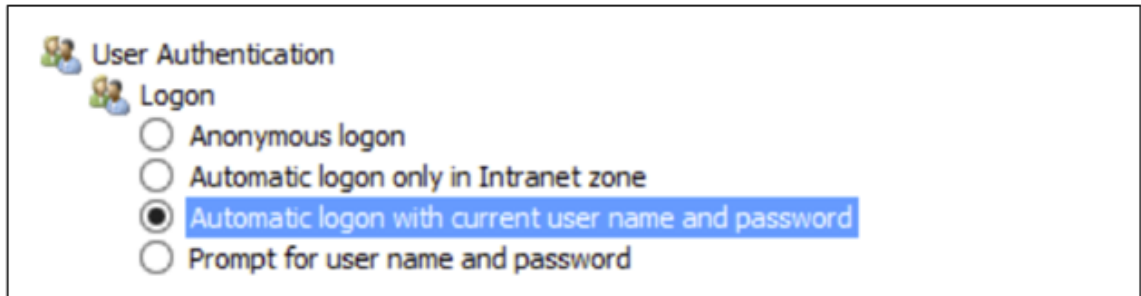 User Authentication
Logon
Anonymous logon
Automatic logon only in Intranet zone
Automatic logon with current user name and password
Prompt for user name and password